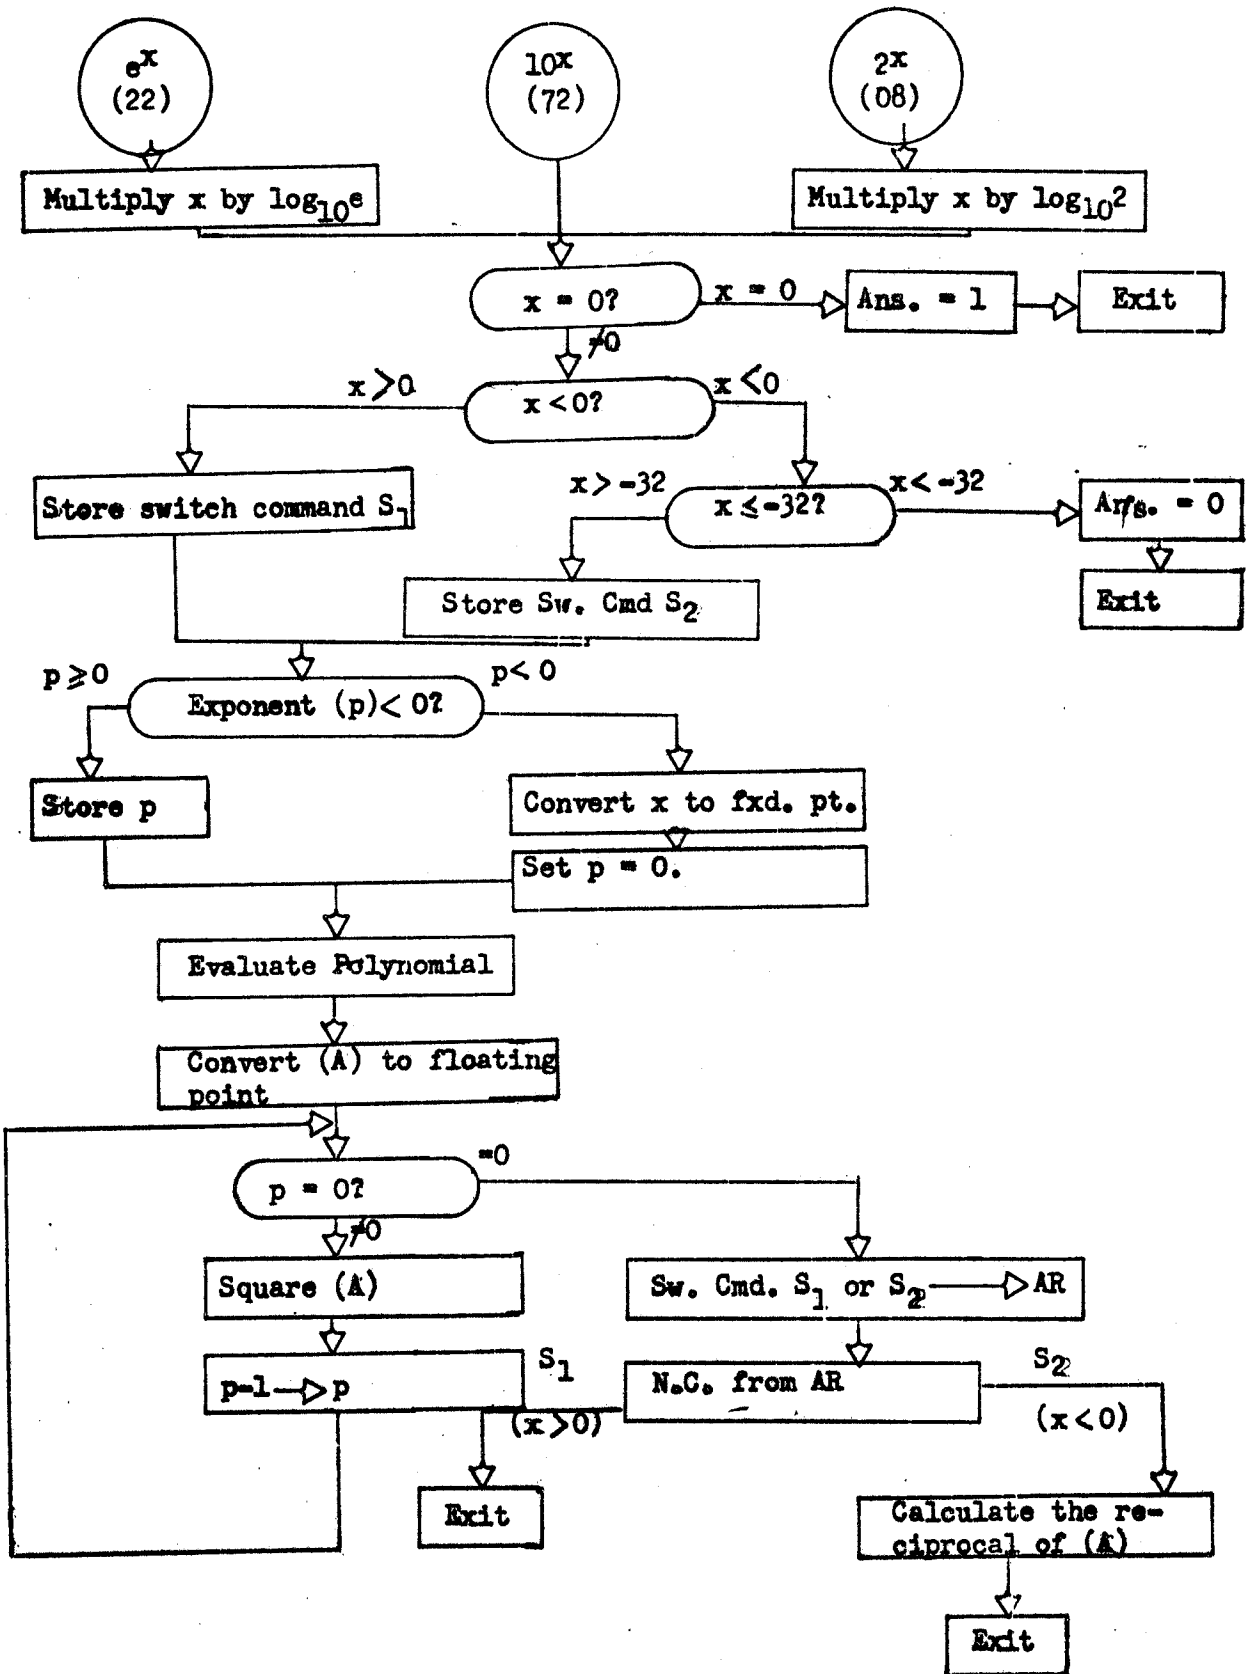 e^x
(22)
10^x
(72)
2^x
(08)
Multiply x by log₁₀e
Multiply x by log₁₀2
x = 0?
x = 0
Ans. = 1
Exit
≠0
x > 0
x < 0?
x < 0
Store switch command S₁
x > -32
x ≤ -32?
x < -32
Ans. = 0
Exit
Store Sw. Cmd S₂
p ≥ 0
Exponent (p) < 0?
p < 0
Store p
Convert x to fxd. pt.
Set p = 0.
Evaluate Polynomial
Convert (A) to floating
point
p = 0?
=0
≠0
Square (A)
Sw. Cmd. S₁ or S₂ → AR
p-1 → p
S₁
(x > 0)
N.C. from AR
S₂
(x < 0)
Exit
Calculate the re-
ciprocal of (A)
Exit